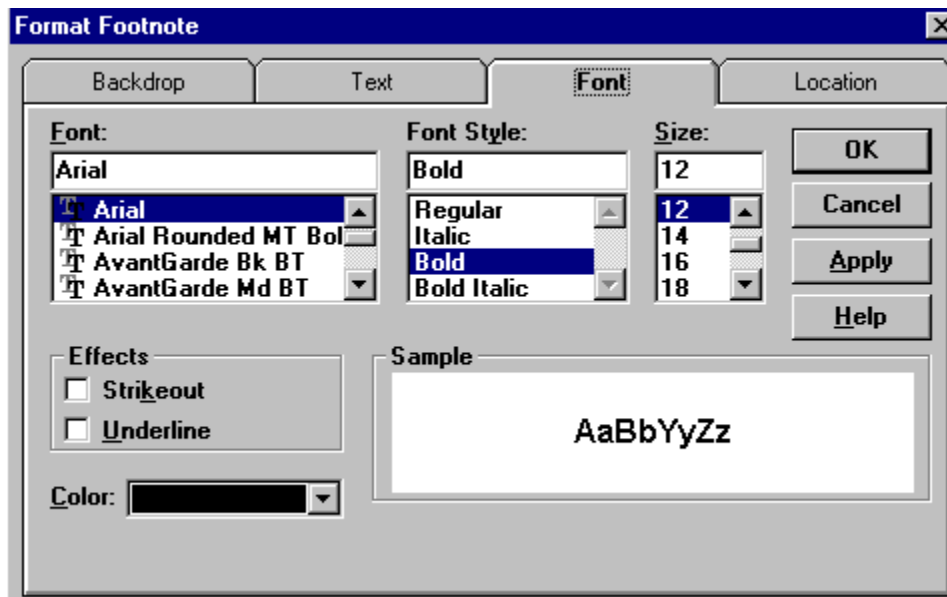 Format Footnote
Backdrop Text Font Location
Font: Font Style: Size:
Arial Bold 12
Arial Regular 12
Arial Rounded MT Bol Italic 14
AvantGarde Bk BT Bold 16
AvantGarde Md BT Bold Italic 18
OK
Cancel
Apply
Help
Effects
Strikeout
Underline
Color:
Sample
AaBbYyZz